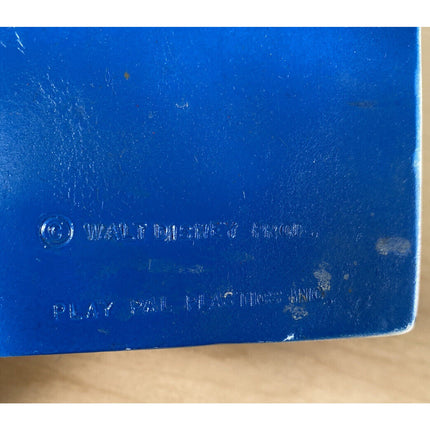 © WALT DISNEY PROD.
PLAY PAL PLASTICS INC.